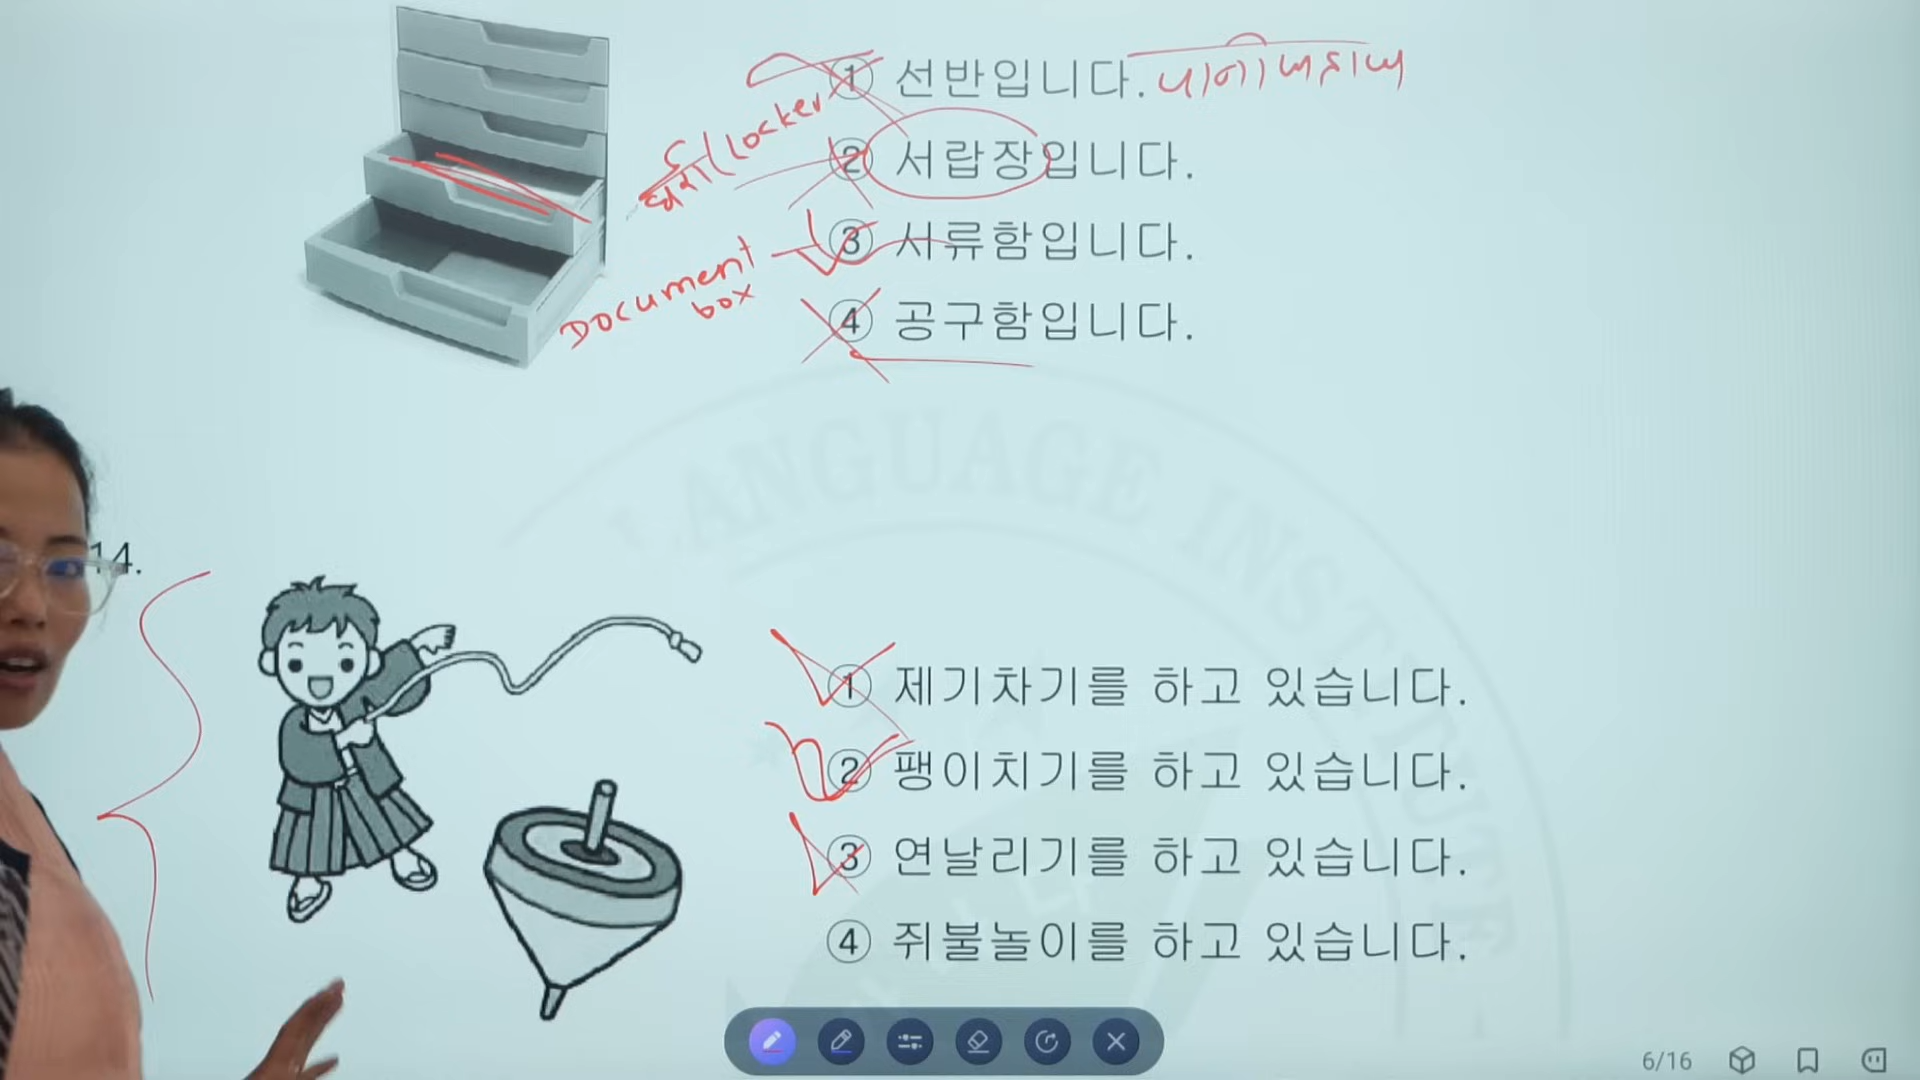 ① 선반입니다.
② 서랍장입니다.
Locker
③ 서류함입니다.
Document
box
④ 공구함입니다.
LANGUAGE INSTITUTE
14.
① 제기차기를 하고 있습니다.
② 팽이치기를 하고 있습니다.
③ 연날리기를 하고 있습니다.
④ 쥐불놀이를 하고 있습니다.
6/16